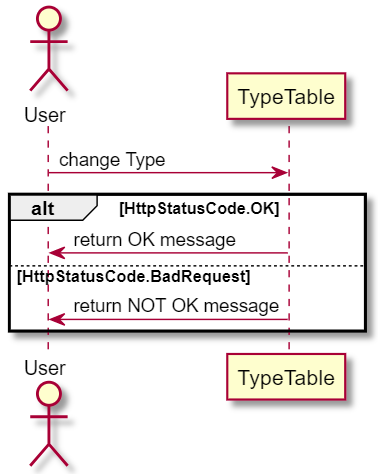 User
TypeTable
change Type
alt [HttpStatusCode.OK]
return OK message
[HttpStatusCode.BadRequest]
return NOT OK message
User
TypeTable